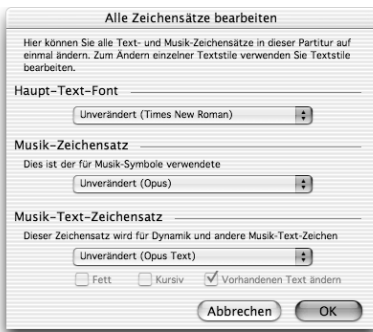 Alle Zeichensätze bearbeiten
Hier können Sie alle Text- und Musik-Zeichensätze in dieser Partitur auf
einmal ändern. Zum Ändern einzelner Textstile verwenden Sie Textstile
bearbeiten.
Haupt-Text-Font
Unverändert (Times New Roman)
Musik-Zeichensatz
Dies ist der für Musik-Symbole verwendete
Unverändert (Opus)
Musik-Text-Zeichensatz
Dieser Zeichensatz wird für Dynamik und andere Musik-Text-Zeichen
Unverändert (Opus Text)
Fett Kursiv Vorhandenen Text ändern
Abbrechen OK